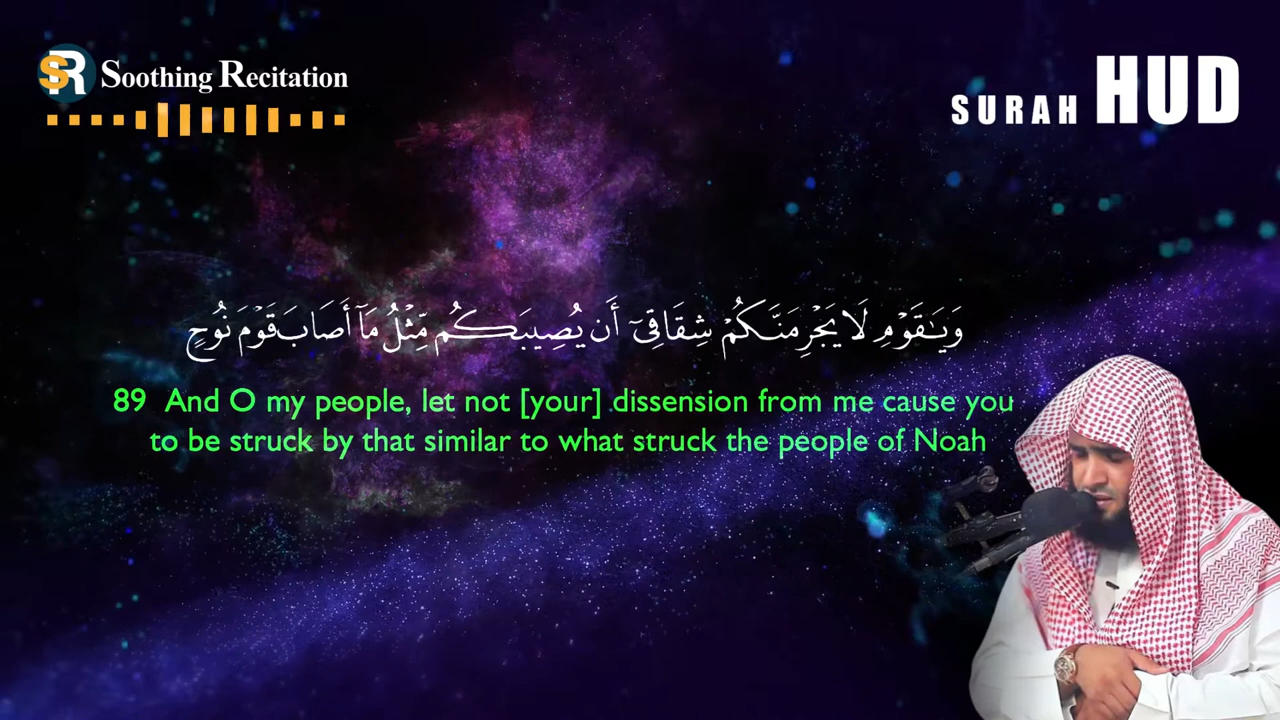 SR Soothing Recitation
SURAH HUD
وَيَٰقَوْمِ لَا يَجْرِمَنَّكُمْ شِقَاقِىٓ أَن يُصِيبَكُم مِّثْلُ مَآ أَصَابَ قَوْمَ نُوحٍ
89 And O my people, let not [your] dissension from me cause you
to be struck by that similar to what struck the people of Noah